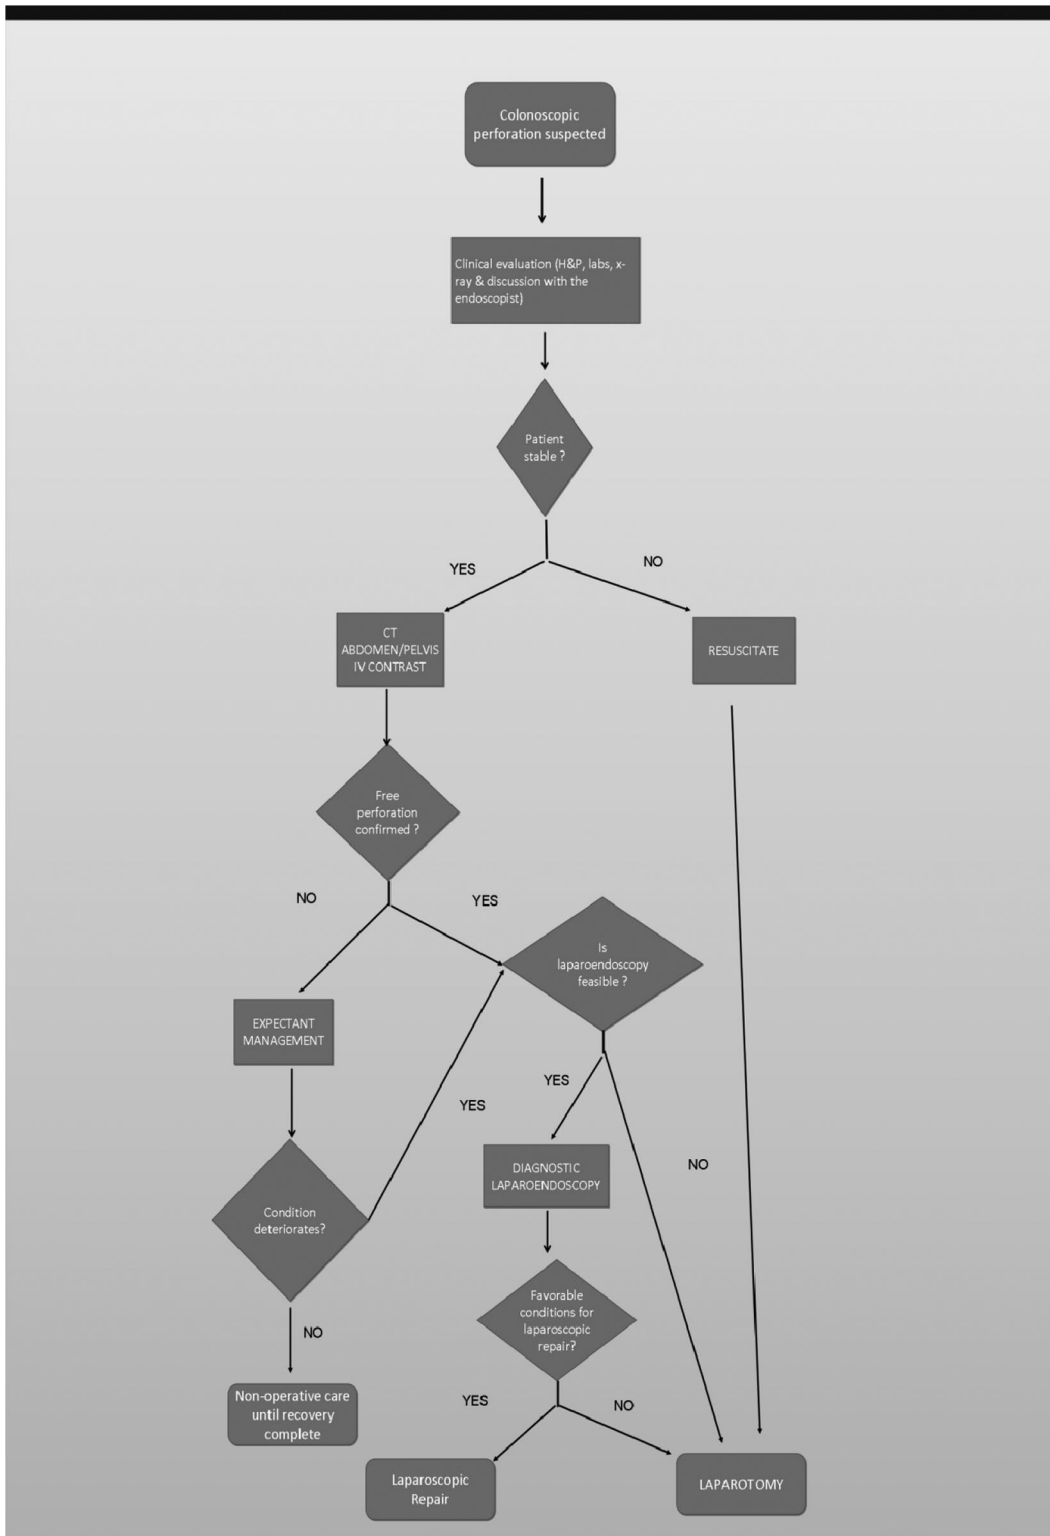 Colonoscopic
perforation suspected
Clinical evaluation (H&P, labs, x-
ray & discussion with the
endoscopist)
Patient
stable ?
YES
NO
CT
ABDOMEN/PELVIS
IV CONTRAST
RESUSCITATE
Free
perforation
confirmed ?
NO
YES
Is
laparoendoscopy
feasible ?
EXPECTANT
MANAGEMENT
YES
YES
NO
DIAGNOSTIC
LAPAROENDOSCOPY
Condition
deteriorates?
Favorable
conditions for
laparoscopic
repair?
NO
YES
NO
Non-operative care
until recovery
complete
Laparoscopic
Repair
LAPAROTOMY